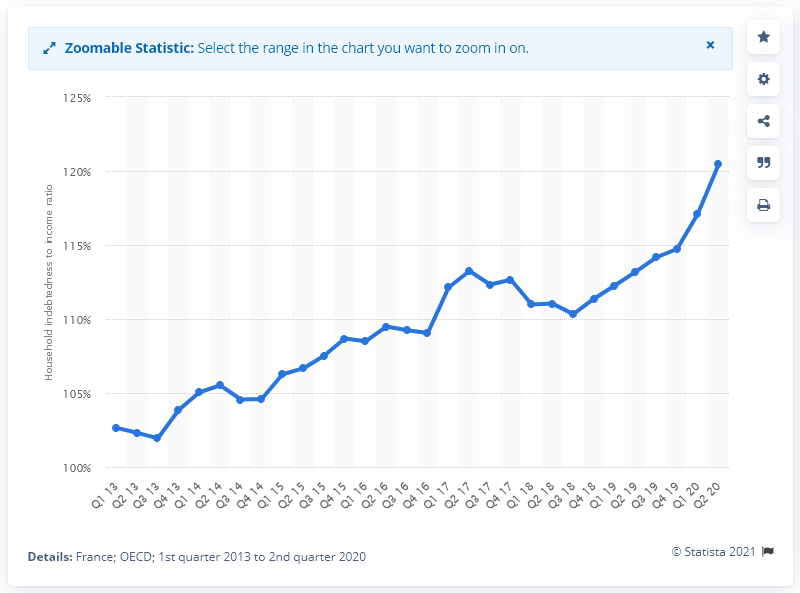 Zoomable Statistic: Select the range in the chart you want to zoom in on.
×
125%
120%
115%
110%
105%
100%
Household indebtedness to income ratio
Q1 13
Q2 13
Q3 13
Q4 13
Q1 14
Q2 14
Q3 14
Q4 14
Q1 15
Q2 15
Q3 15
Q4 15
Q1 16
Q2 16
Q3 16
Q4 16
Q1 17
Q2 17
Q3 17
Q4 17
Q1 18
Q2 18
Q3 18
Q4 18
Q1 19
Q2 19
Q3 19
Q4 19
Q1 20
Q2 20
© Statista 2021
Details: France; OECD; 1st quarter 2013 to 2nd quarter 2020